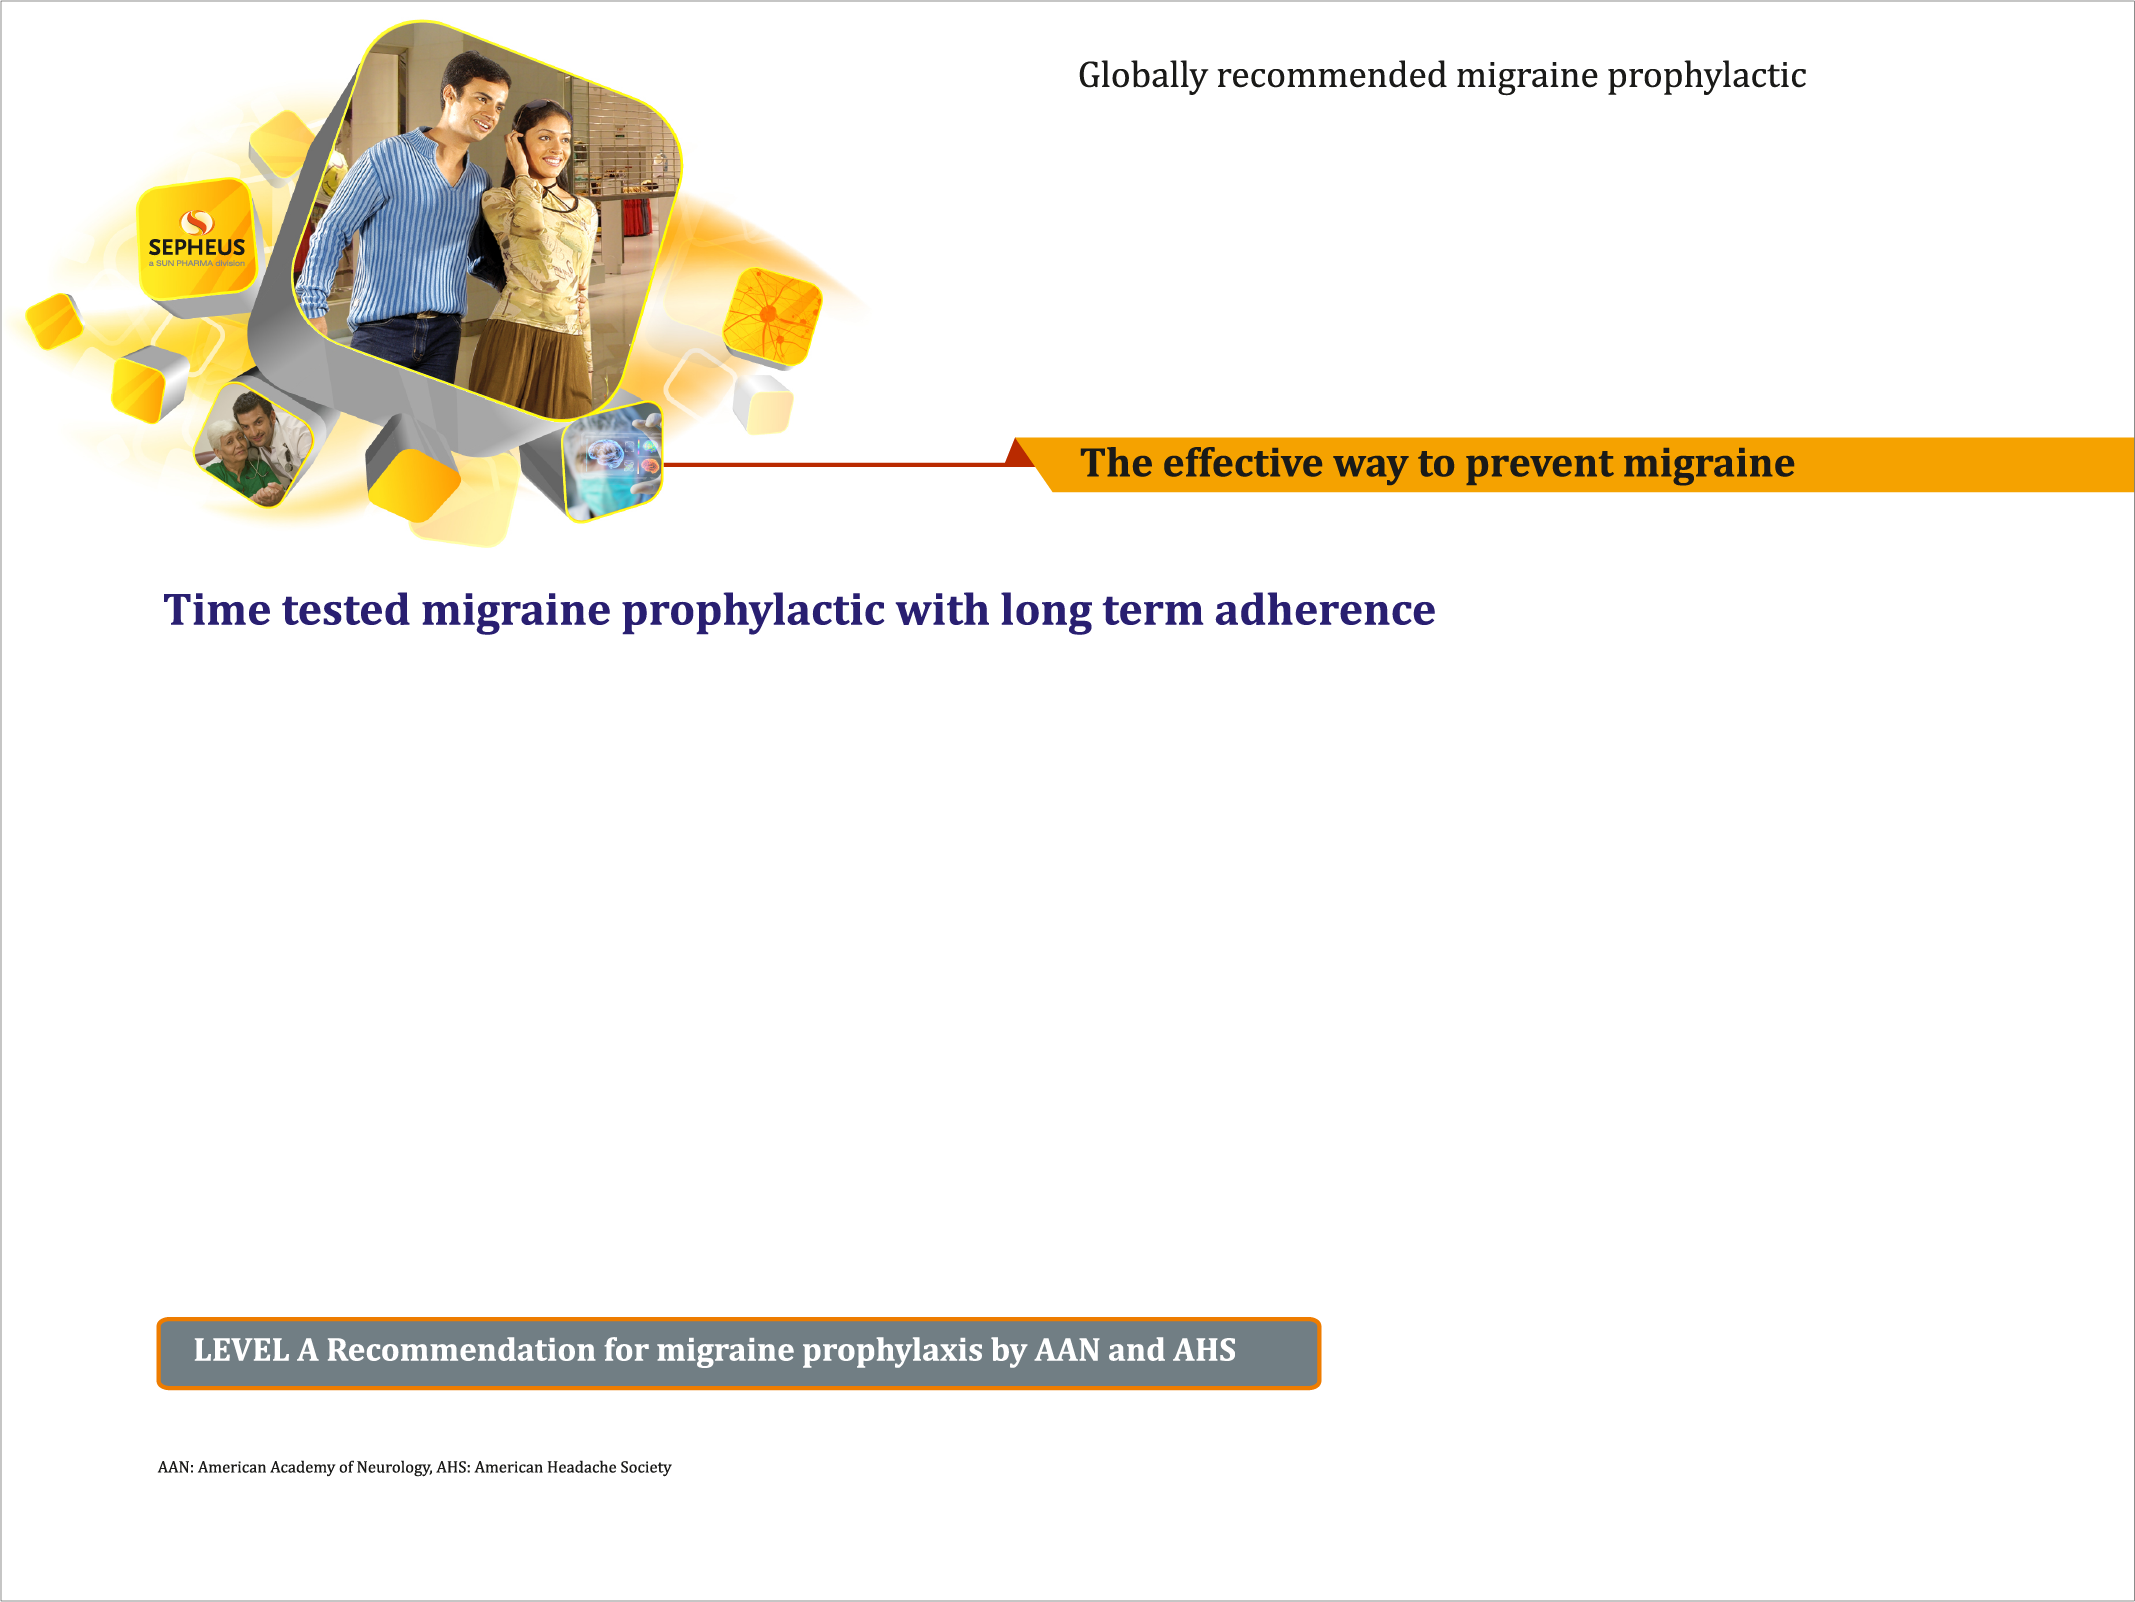 Globally recommended migraine prophylactic
SEPHEUS
a SUN PHARMA division
The effective way to prevent migraine
Time tested migraine prophylactic with long term adherence
LEVEL A Recommendation for migraine prophylaxis by AAN and AHS
AAN: American Academy of Neurology, AHS: American Headache Society